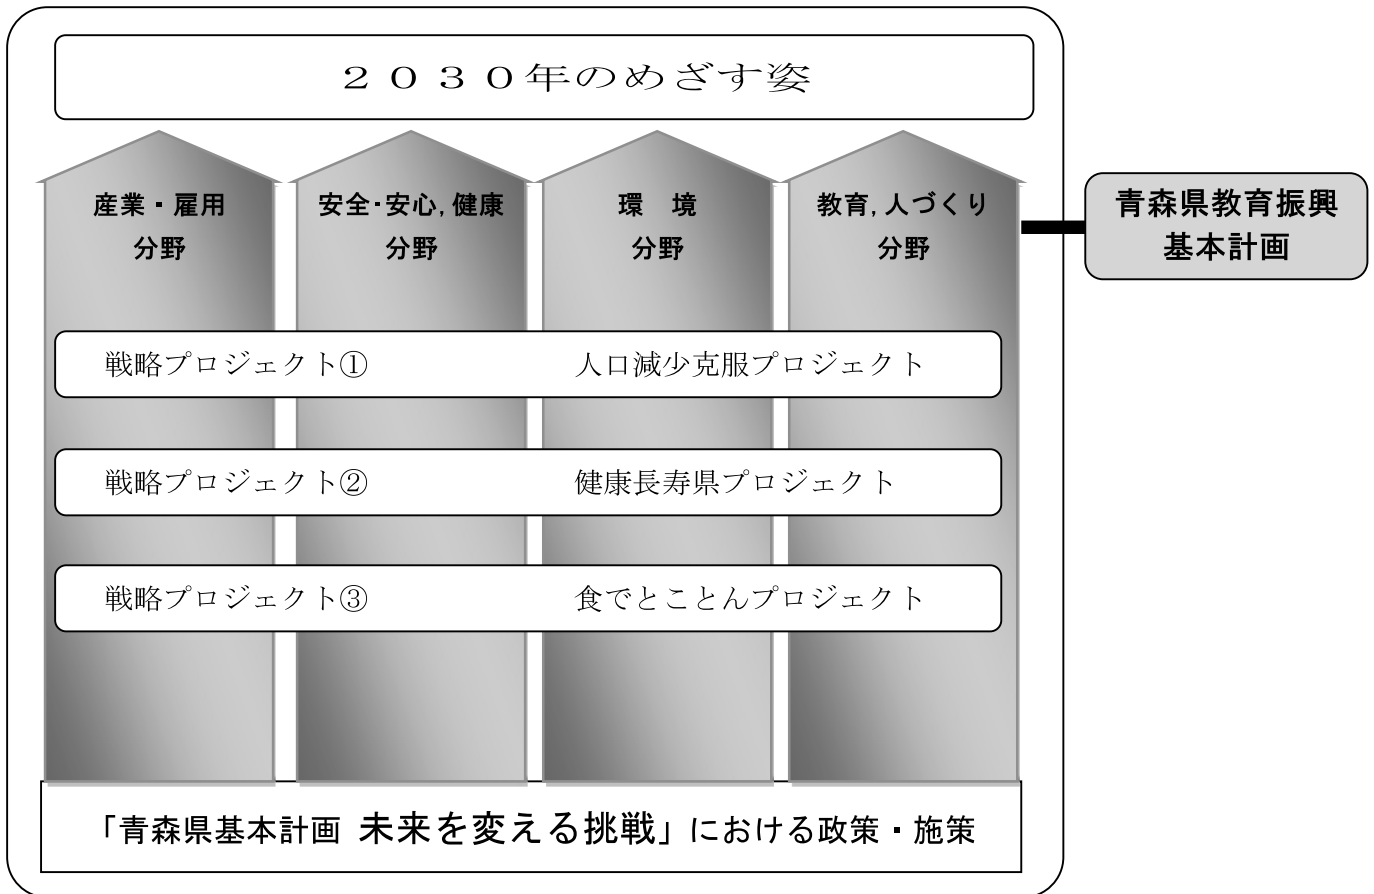 ２０３０年のめざす姿
産業・雇用
分野
安全・安心,健康
分野
環　境
分野
教育,人づくり
分野
青森県教育振興
基本計画
戦略プロジェクト①　人口減少克服プロジェクト
戦略プロジェクト②　健康長寿県プロジェクト
戦略プロジェクト③　食でとことんプロジェクト
「青森県基本計画 未来を変える挑戦」における政策・施策